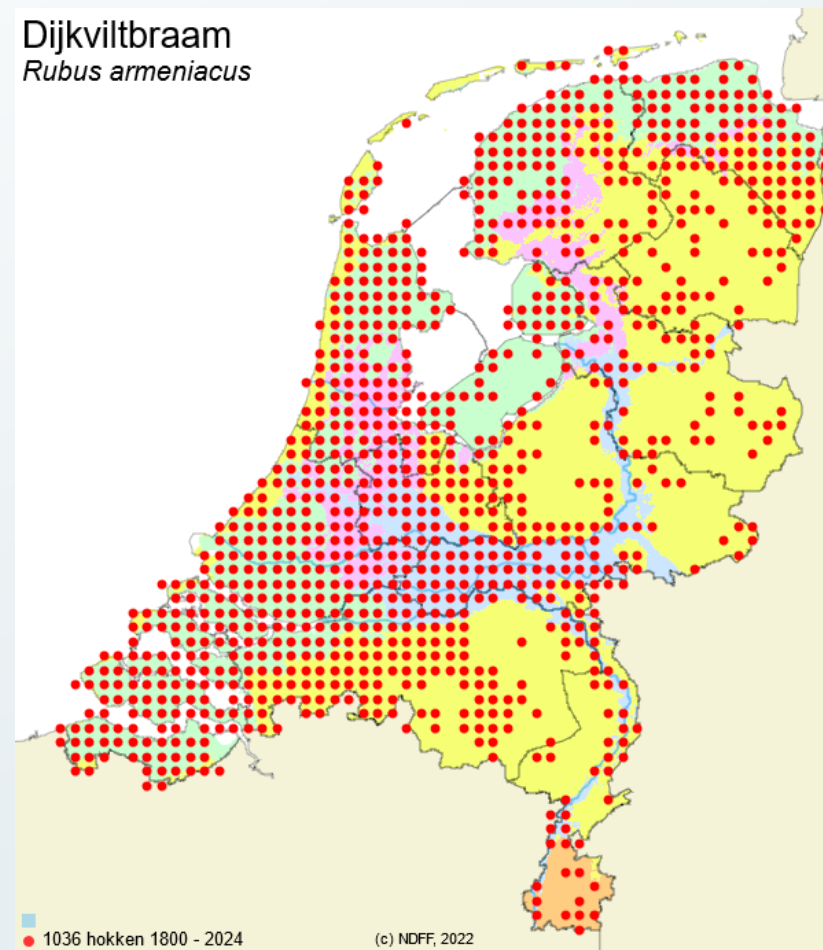 Dijkviltbraam
Rubus armeniacus
1036 hokken 1800 - 2024
(c) NDFF, 2022